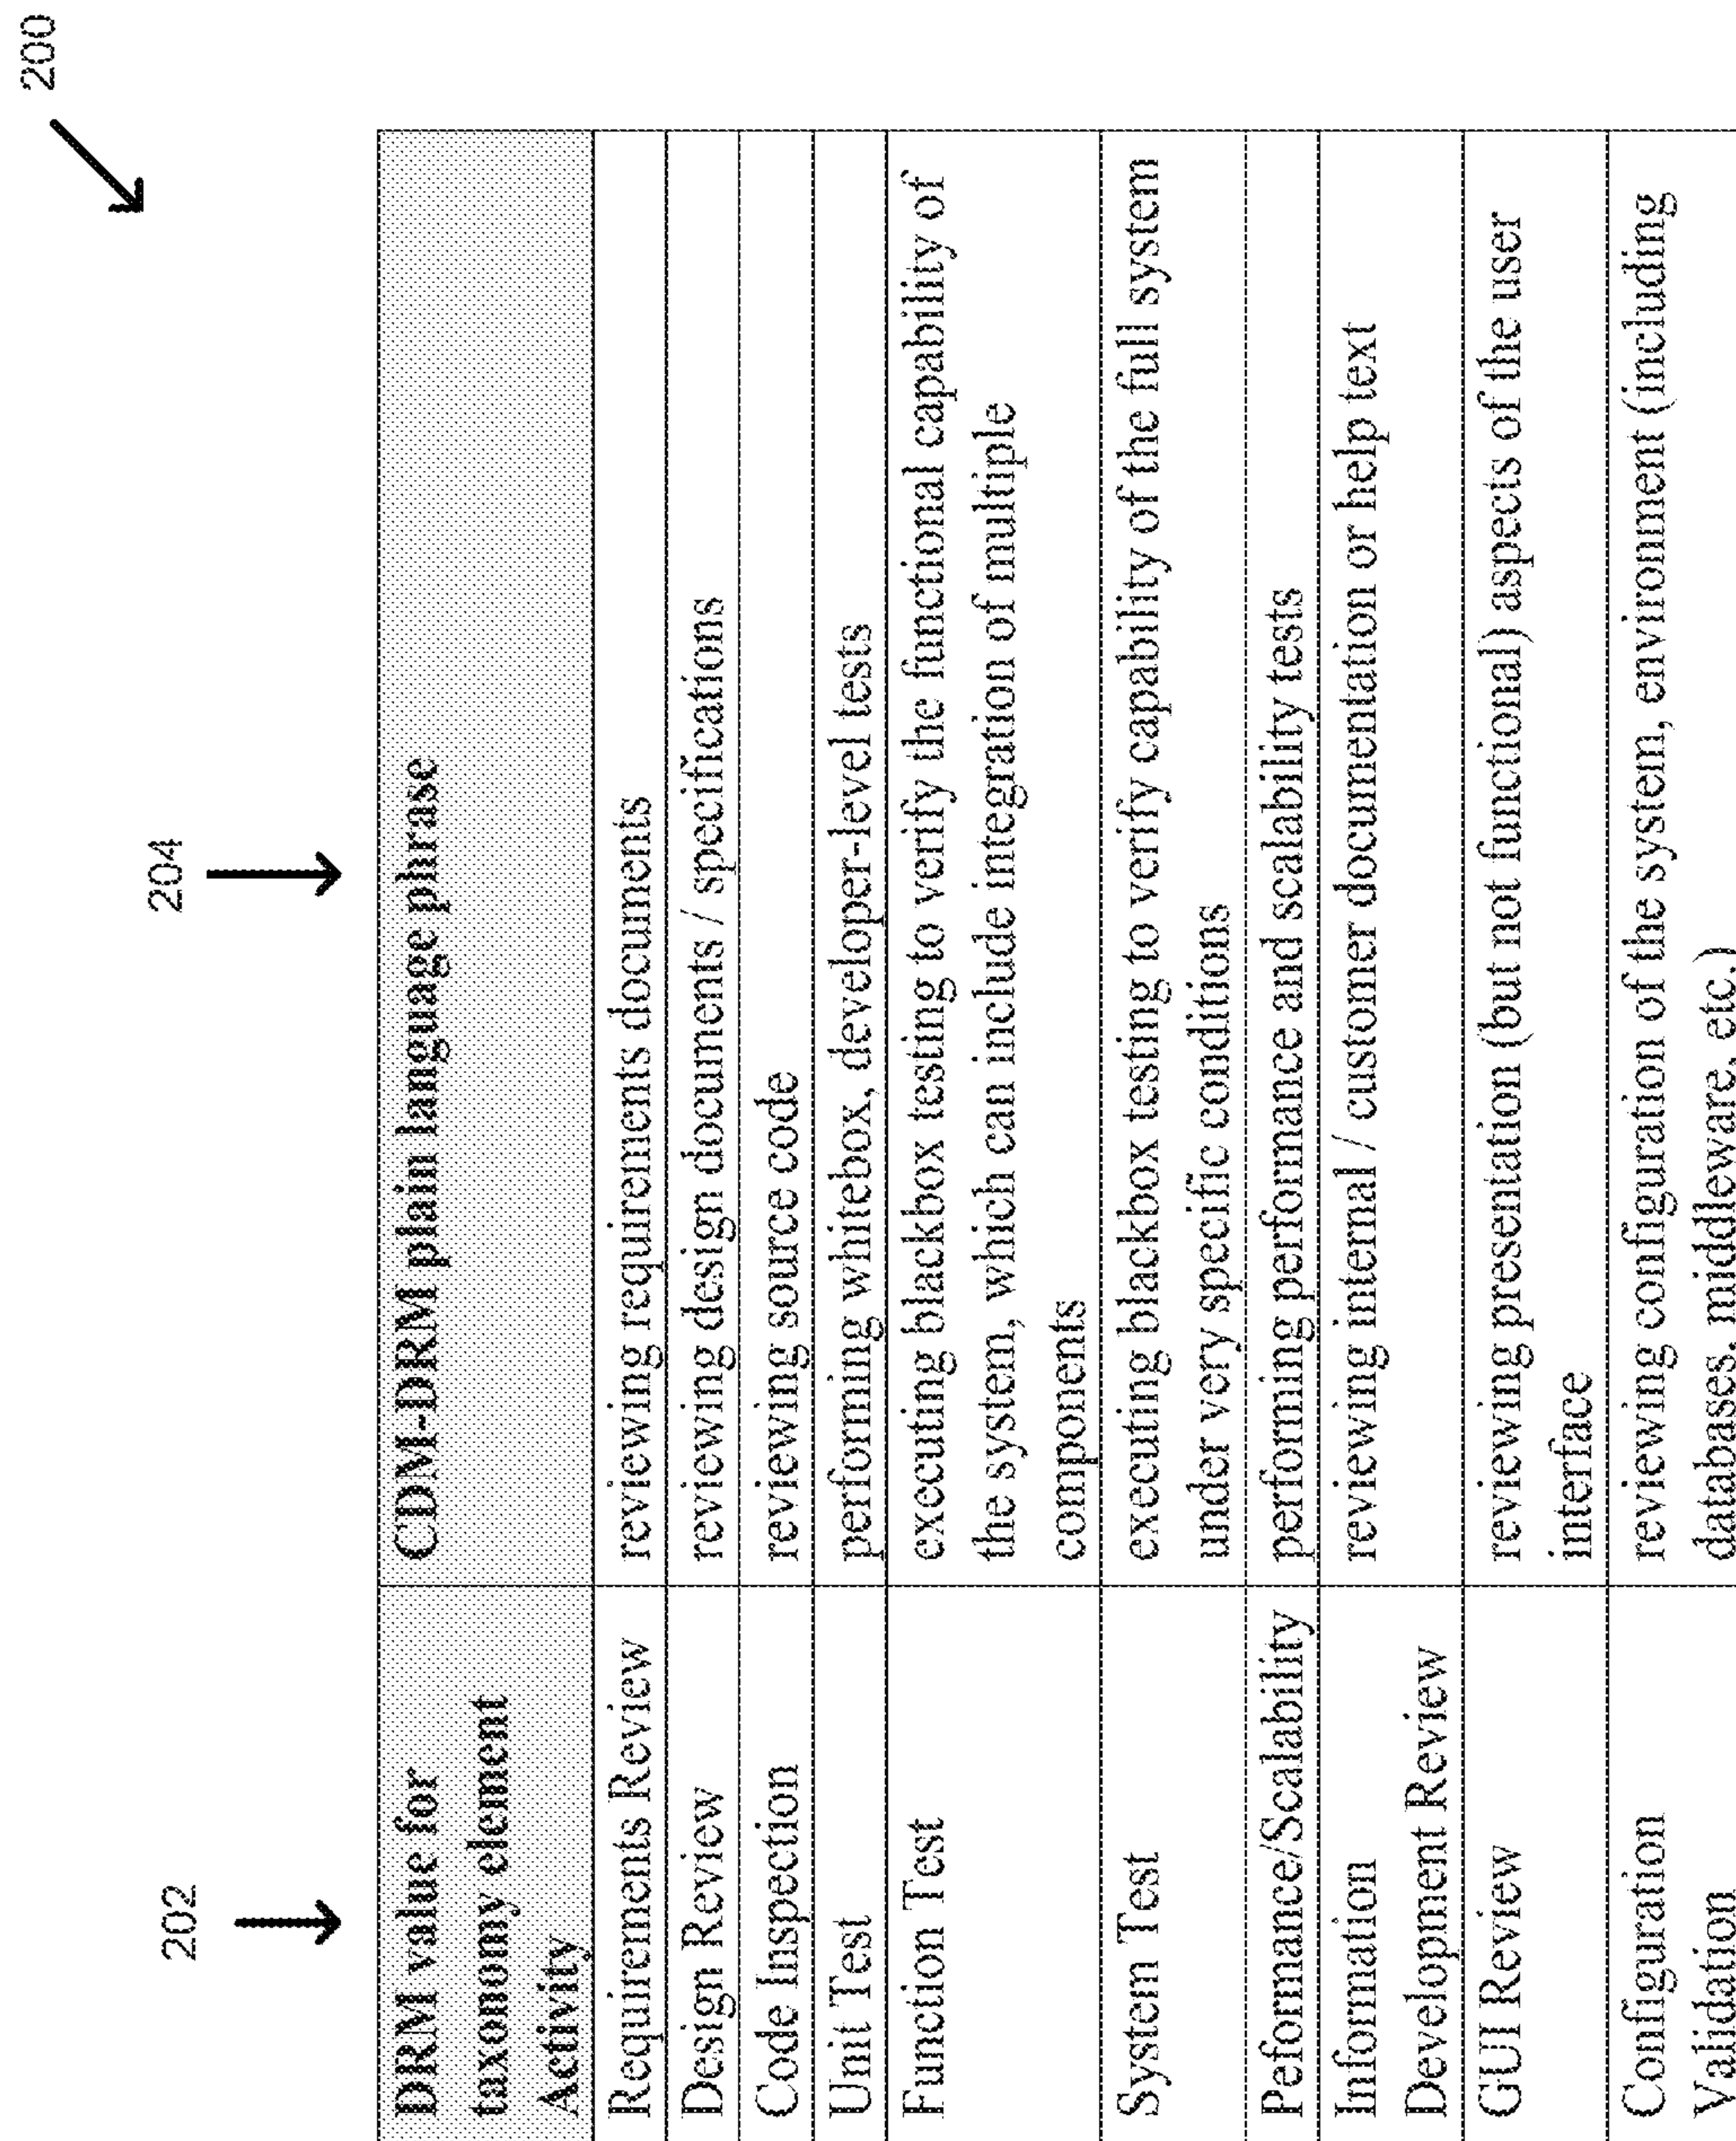 200
202
204
DRM value for
taxonomy element
Activity
CDM-DRM plain language phrase
Requirements Review
reviewing requirements documents
Design Review
reviewing design documents / specifications
Code Inspection
reviewing source code
Unit Test
performing whitebox, developer-level tests
Function Test
executing blackbox testing to verify the functional capability of
the system, which can include integration of multiple
components
System Test
executing blackbox testing to verify capability of the full system
under very specific conditions
Peformance/Scalability
performing performance and scalability tests
Information
Development Review
reviewing internal / customer documentation or help text
GUI Review
reviewing presentation (but not functional) aspects of the user
interface
Configuration
Validation
reviewing configuration of the system, environment (including
databases, middleware, etc.)